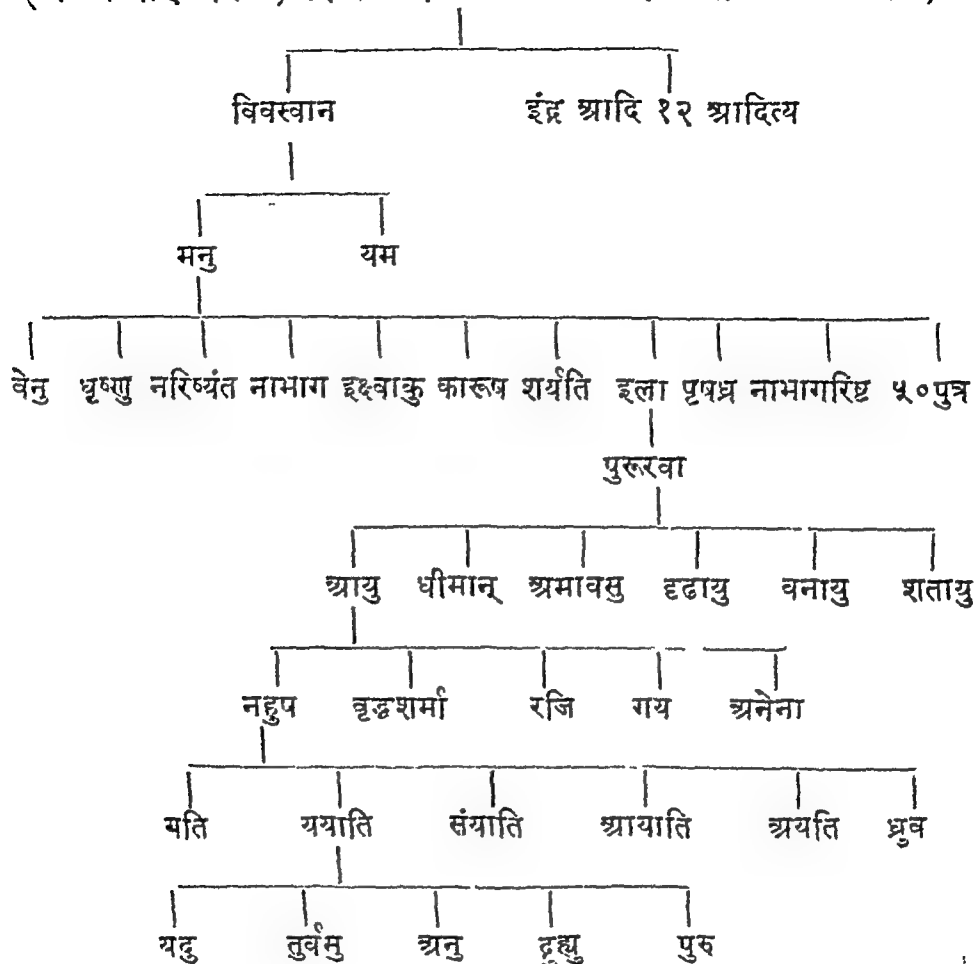 विवस्वान इंद्र आदि १२ आदित्य
मनु यम
वेनु धृष्णु नरिष्यंत नाभाग इक्ष्वाकु कारूष शर्यति इला पृषध्र नाभागरिष्ट ५०पुत्र
पुरूरवा
आयु धीमान् अमावसु दृढायु वनायु शतायु
नहुष वृद्धशर्मा रजि गय अनेना
यति ययाति संयाति आयाति अयति ध्रुव
यदु तुर्वसु अनु द्रुह्यु पुरु